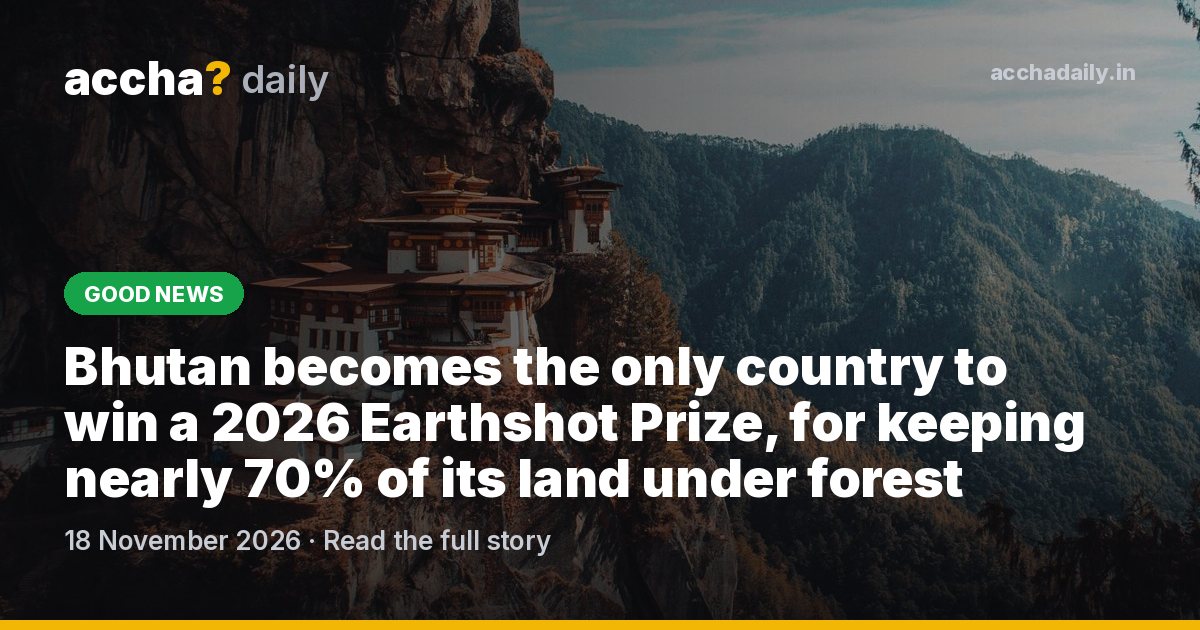 accha? daily
acchadaily.in
GOOD NEWS
Bhutan becomes the only country to
win a 2026 Earthshot Prize, for keeping
nearly 70% of its land under forest
18 November 2026 · Read the full story